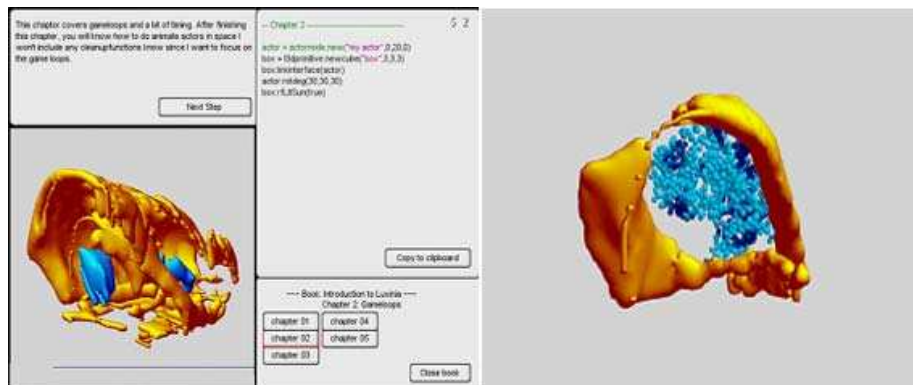 This chapter covers gameloops and a bit of timing. After finishing
this chapter, you will know how to do animate actors in space I
won't include any cleanupfunctions l'new since I want to focus on
the game loops.
Next Step
-- Chapter 2
5 2
actor = actornode.new("my actor",0,20,0)
box = l3dprimitive.newcube("box",3,3,3)
box.linkinterface(actor)
actor.rotdeg(30,30,30)
box.rfLitSun(true)
Copy to clipboard
---- Book: Introduction to Luxinia ----
Chapter 2: Gameloops
chapter 01
chapter 04
chapter 02
chapter 05
chapter 03
Close book